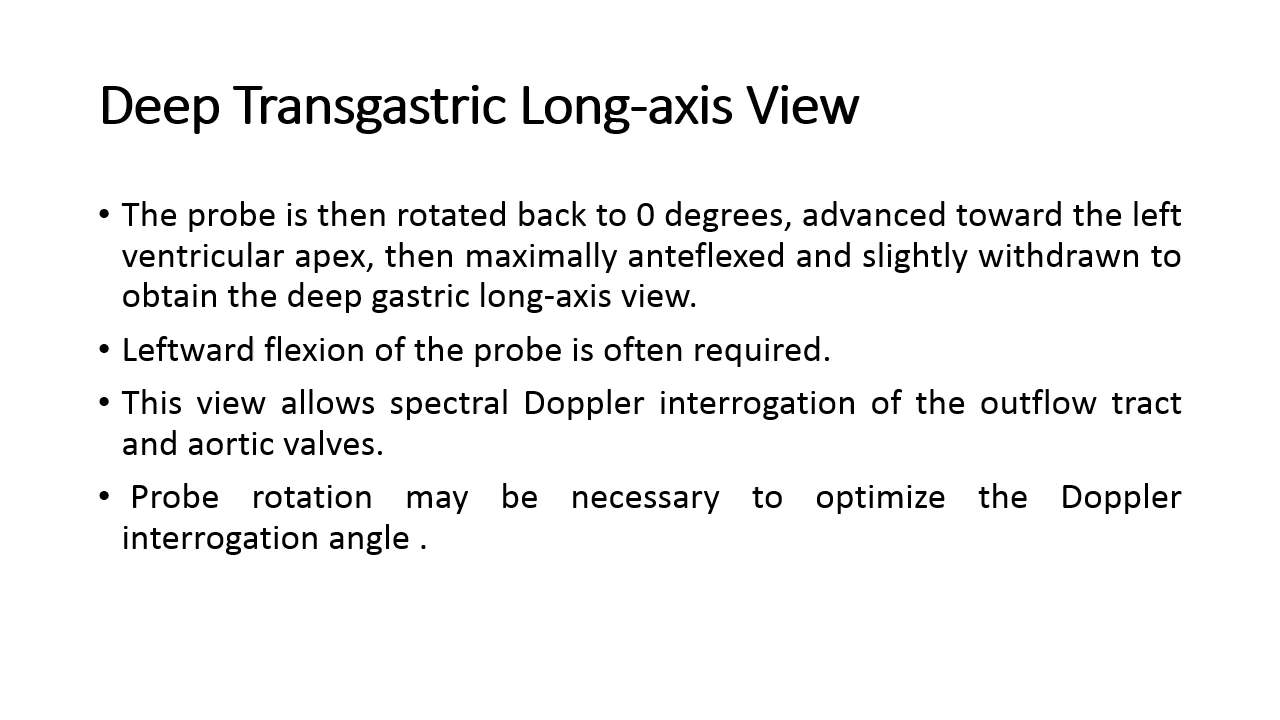 Deep Transgastric Long-axis View
• The probe is then rotated back to 0 degrees, advanced toward the left
ventricular apex, then maximally anteflexed and slightly withdrawn to
obtain the deep gastric long-axis view.
• Leftward flexion of the probe is often required.
• This view allows spectral Doppler interrogation of the outflow tract
and aortic valves.
• Probe rotation may be necessary to optimize the Doppler
interrogation angle .